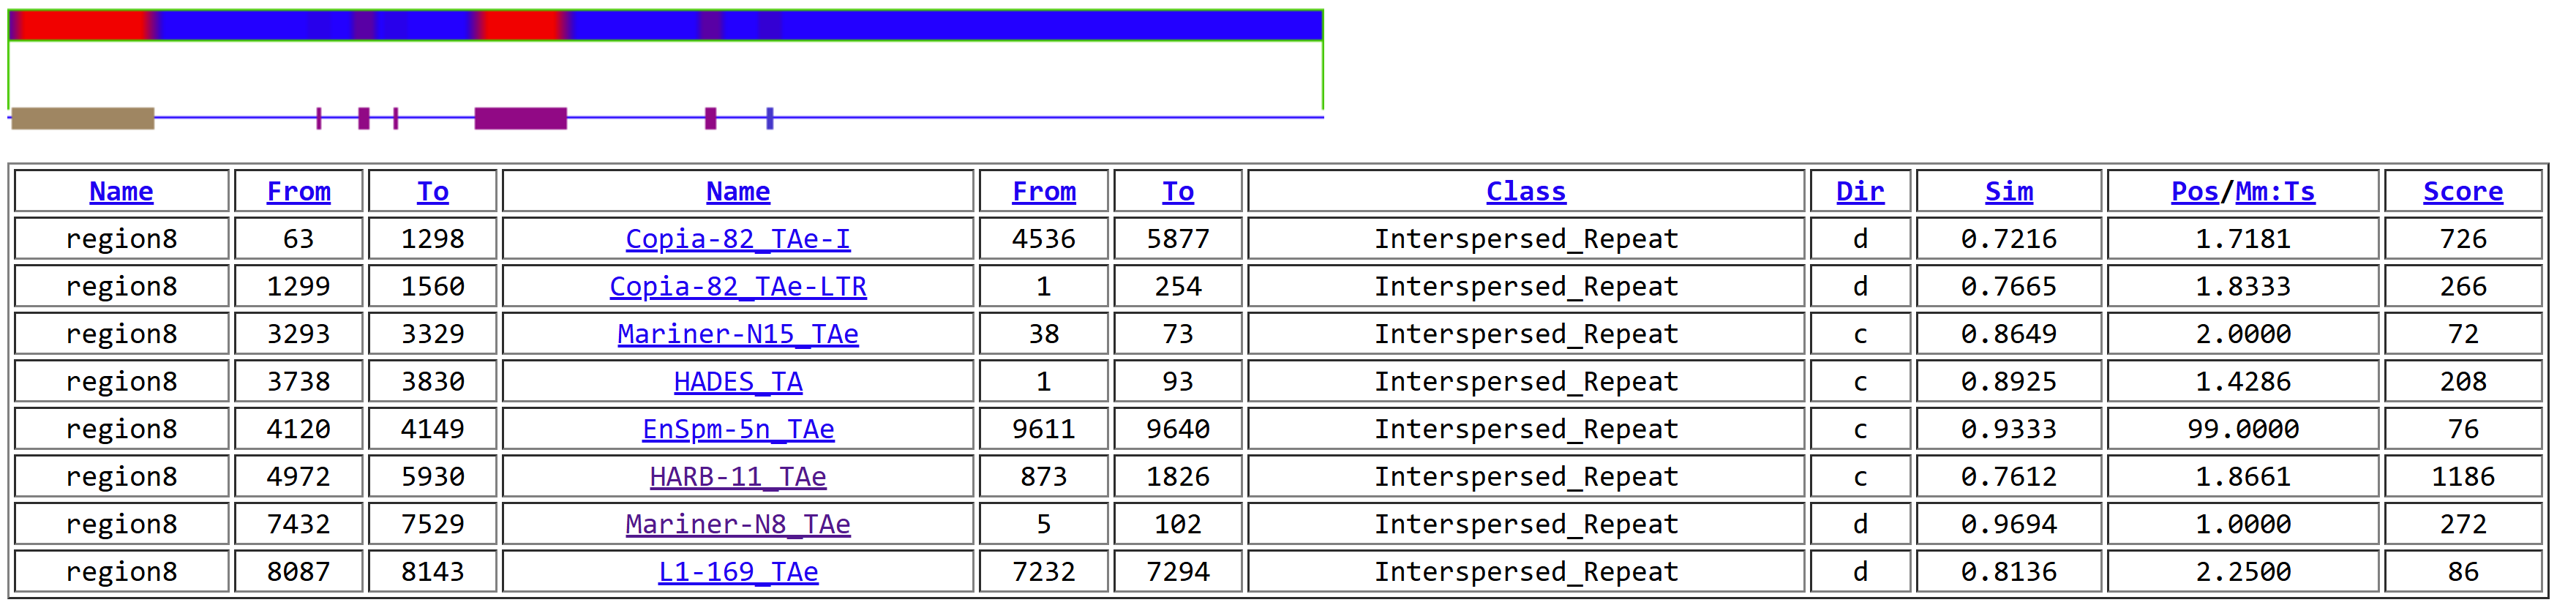 Name From To Name From To Class Dir Sim Pos/Mm:Ts Score
region8 63 1298 Copia-82_TAe-I 4536 5877 Interspersed_Repeat d 0.7216 1.7181 726
region8 1299 1560 Copia-82_TAe-LTR 1 254 Interspersed_Repeat d 0.7665 1.8333 266
region8 3293 3329 Mariner-N15_TAe 38 73 Interspersed_Repeat c 0.8649 2.0000 72
region8 3738 3830 HADES_TA 1 93 Interspersed_Repeat c 0.8925 1.4286 208
region8 4120 4149 EnSpm-5n_TAe 9611 9640 Interspersed_Repeat c 0.9333 99.0000 76
region8 4972 5930 HARB-11_TAe 873 1826 Interspersed_Repeat c 0.7612 1.8661 1186
region8 7432 7529 Mariner-N8_TAe 5 102 Interspersed_Repeat d 0.9694 1.0000 272
region8 8087 8143 L1-169_TAe 7232 7294 Interspersed_Repeat d 0.8136 2.2500 86